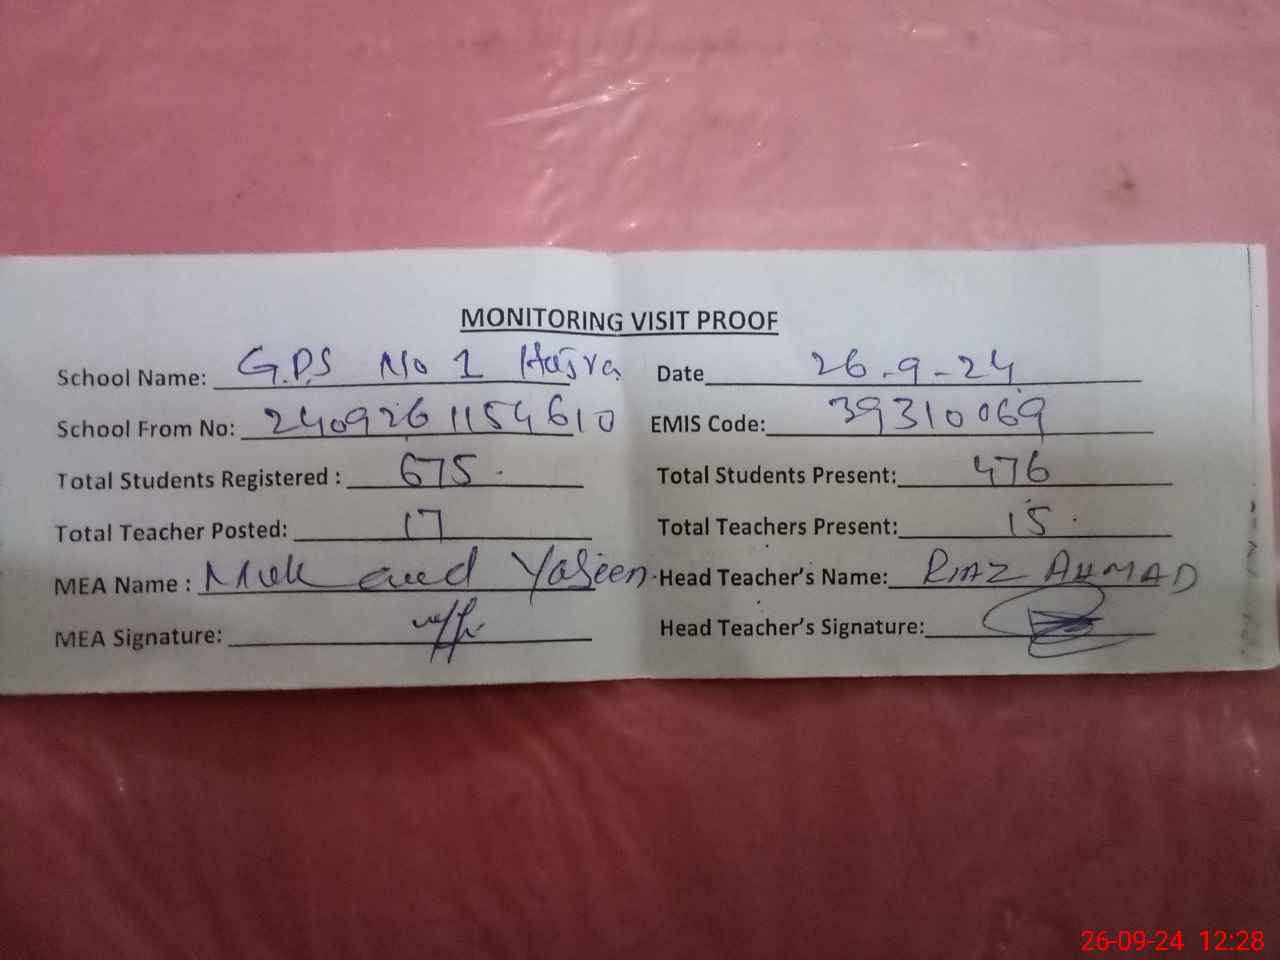 MONITORING VISIT PROOF
School Name: G.P.S No 1 Hajra Date 26-9-24
School From No: 2409261154610 EMIS Code: 39310069
Total Students Registered : 675 Total Students Present: 476
Total Teacher Posted: 17 Total Teachers Present: 15
MEA Name : Yaseen Head Teacher's Name: RIAZ AHMAD
MEA Signature: Head Teacher's Signature:
26-09-24 12:28